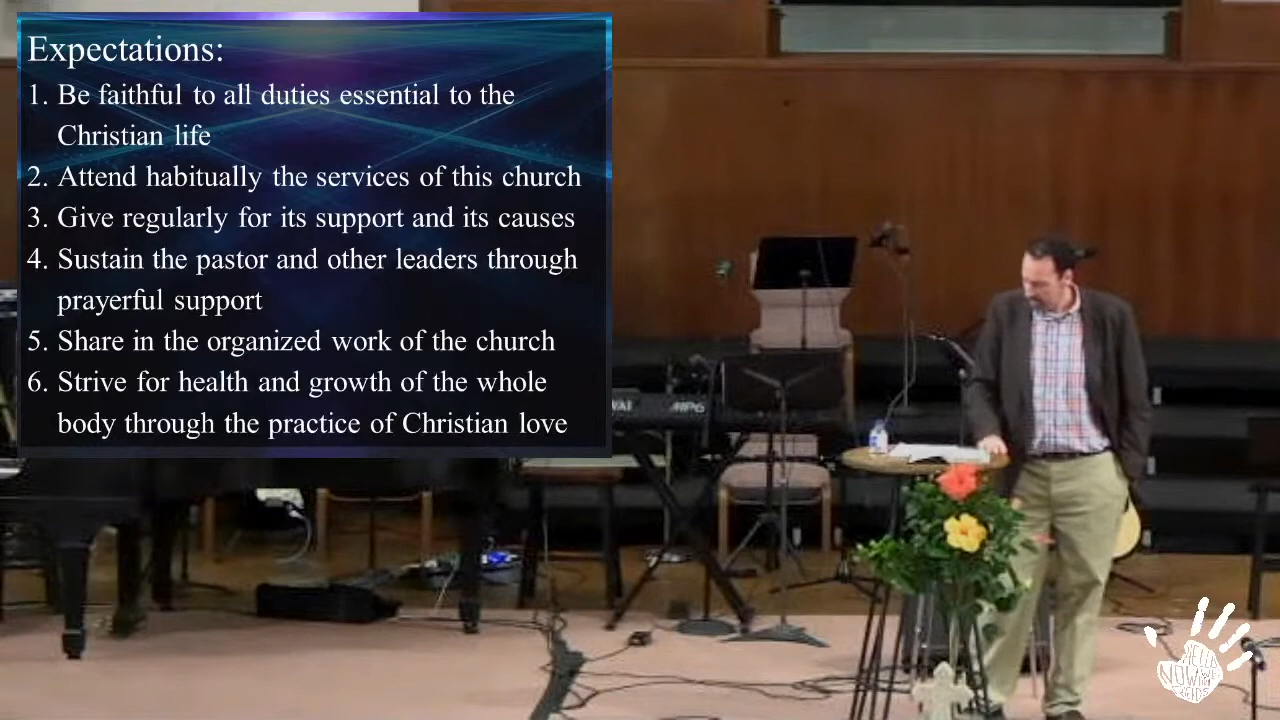 Expectations:
1. Be faithful to all duties essential to the
Christian life
2. Attend habitually the services of this church
3. Give regularly for its support and its causes
4. Sustain the pastor and other leaders through
prayerful support
5. Share in the organized work of the church
6. Strive for health and growth of the whole
body through the practice of Christian love